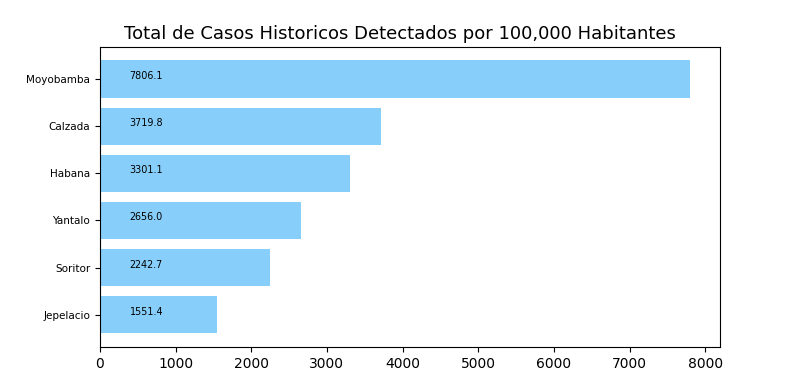 Total de Casos Historicos Detectados por 100,000 Habitantes
Moyobamba 7806.1
Calzada 3719.8
Habana 3301.1
Yantalo 2656.0
Soritor 2242.7
Jepelacio 1551.4
0 1000 2000 3000 4000 5000 6000 7000 8000